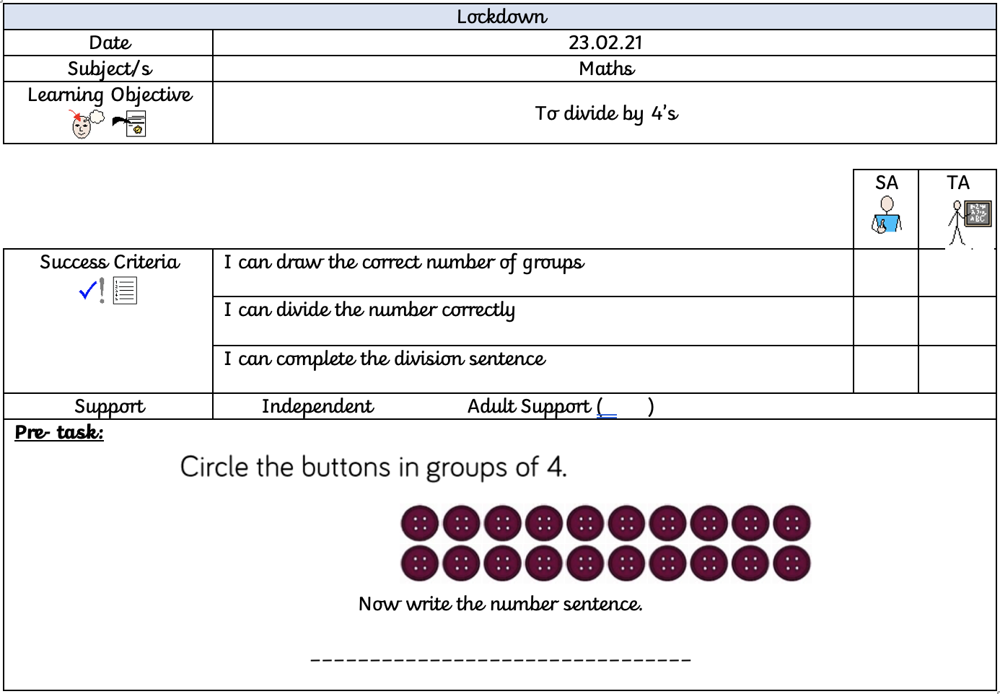 Lockdown
Date 23.02.21
Subject/s Maths
Learning Objective
To divide by 4's
SA TA
Success Criteria I can draw the correct number of groups
I can divide the number correctly
I can complete the division sentence
Support Independent Adult Support (__ )
Pre- task:
Circle the buttons in groups of 4.
Now write the number sentence.
________________________________